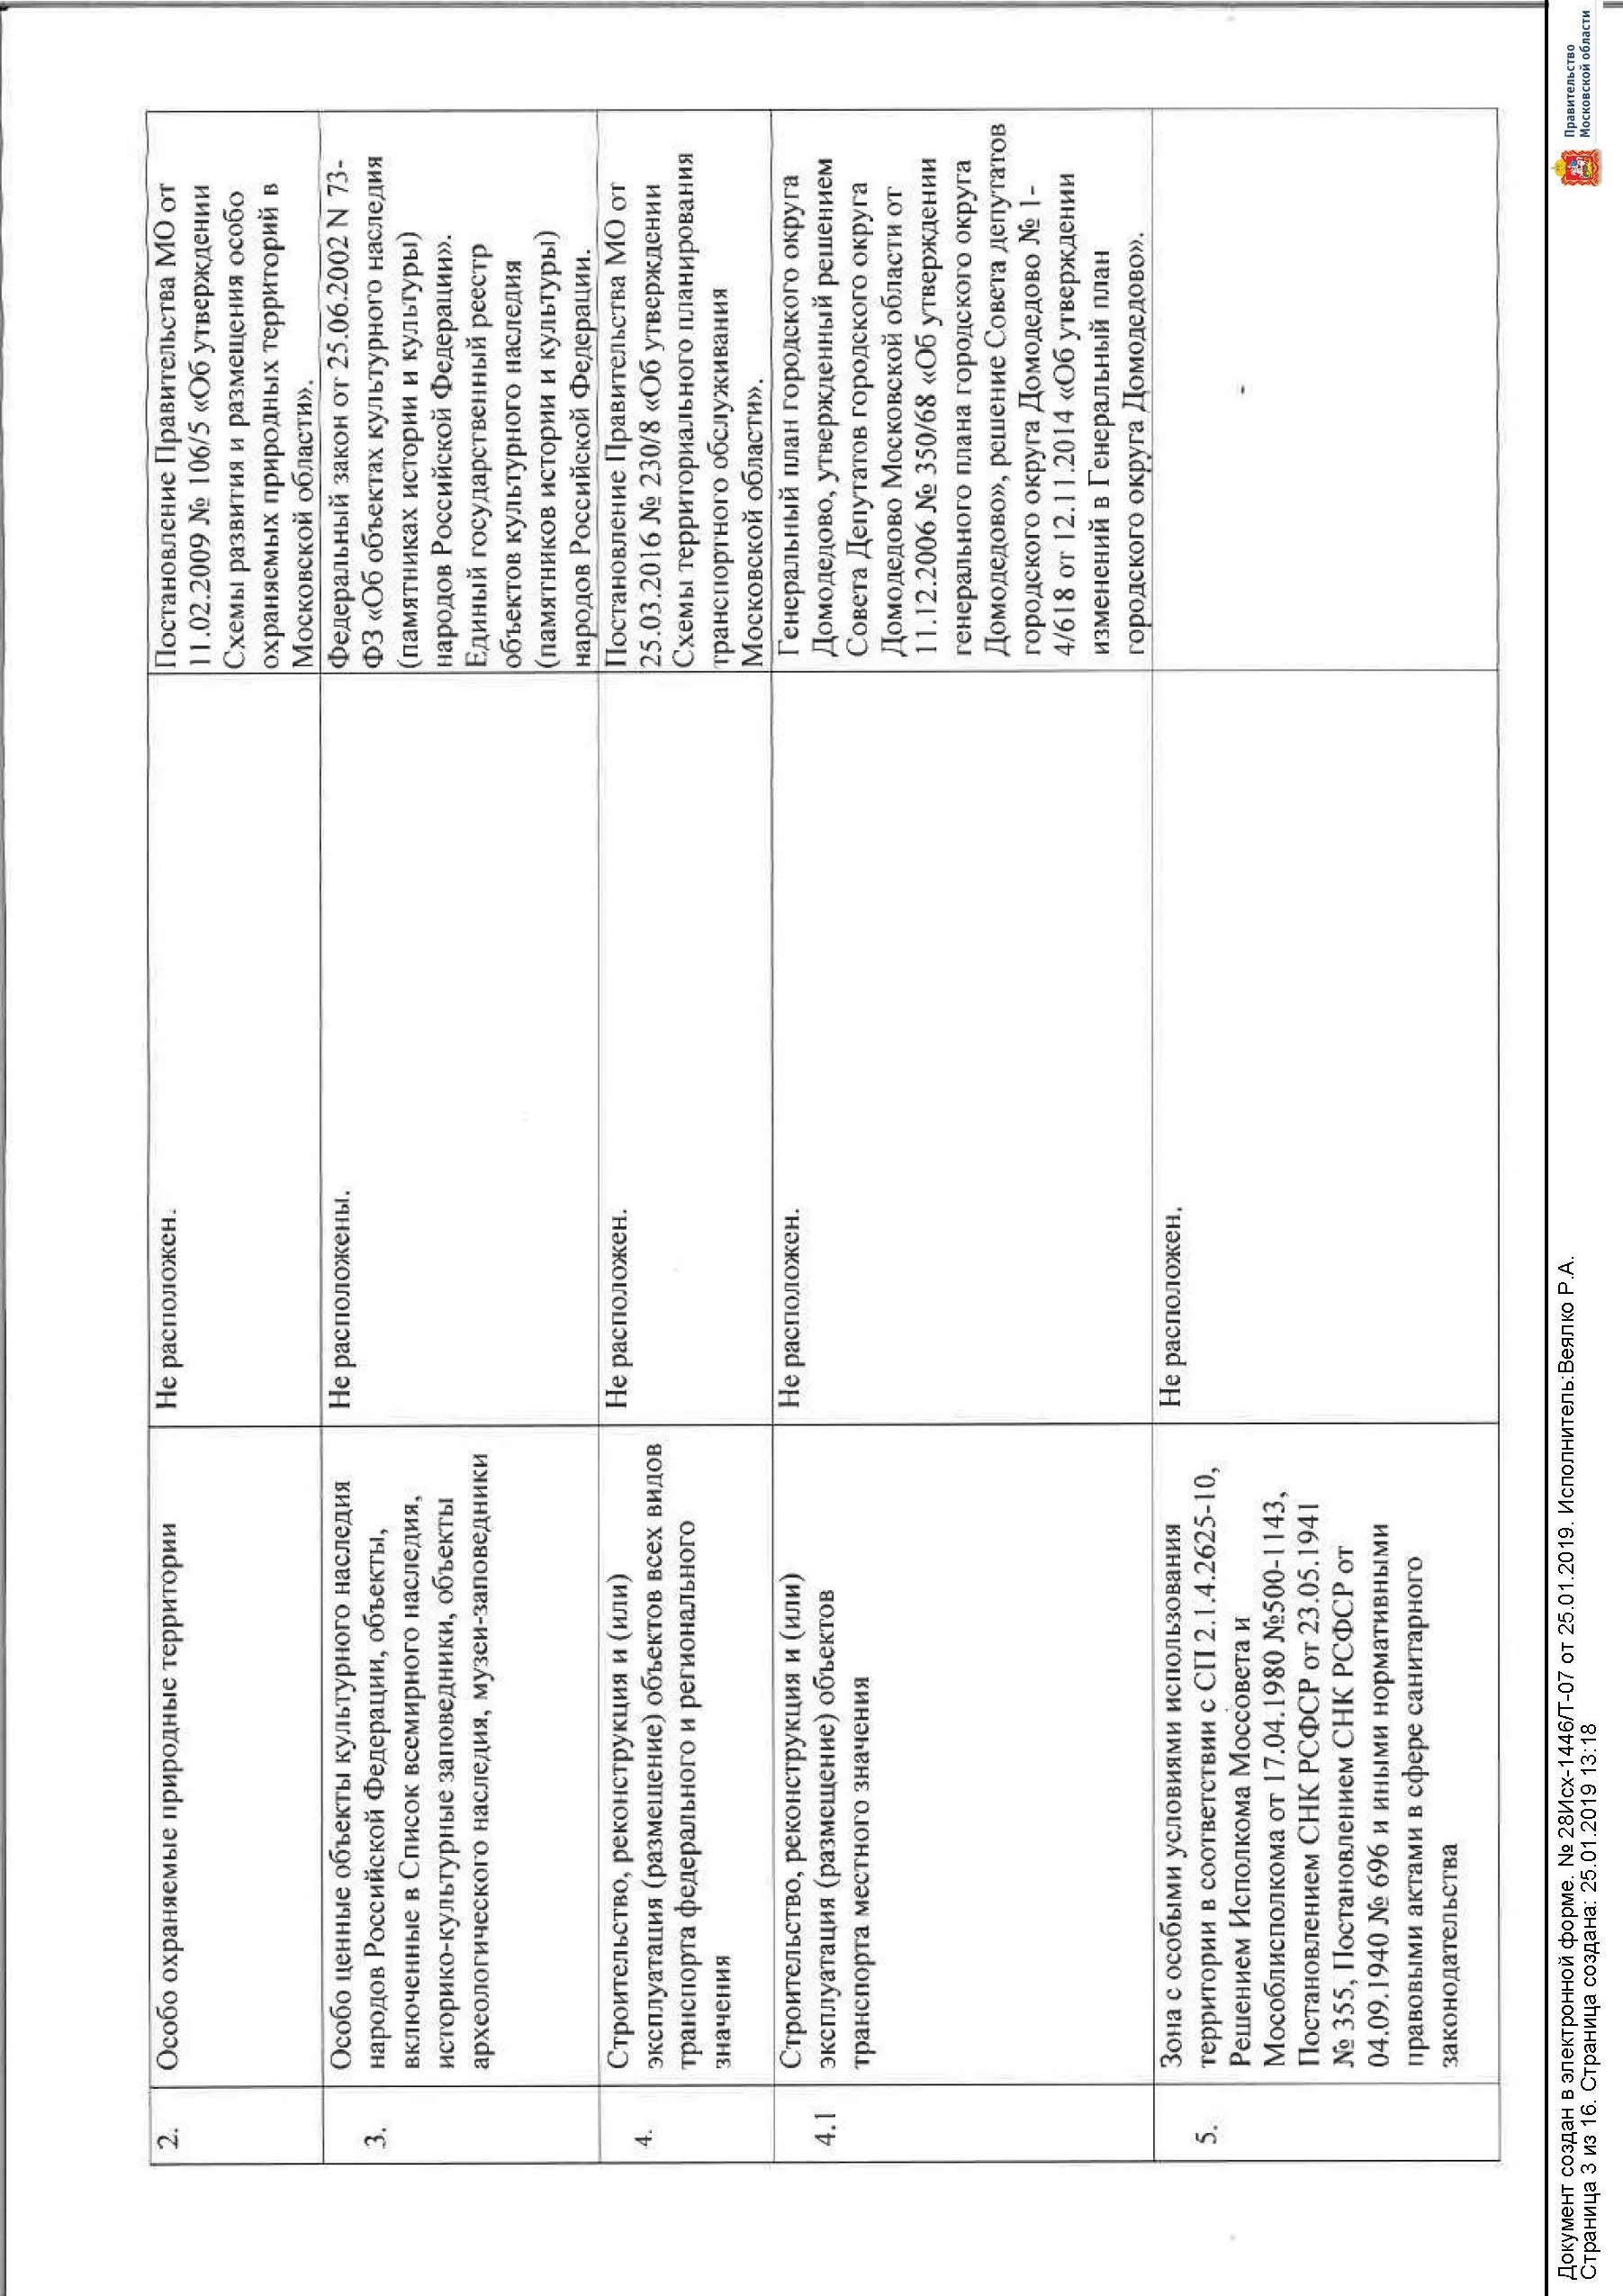 2.
Особо охраняемые природные территории
Не расположен.
Постановление Правительства МО от
11.02.2009 № 106/5 «Об утверждении
Схемы развития и размещения особо
охраняемых природных территорий в
Московской области».
3.
Особо ценные объекты культурного наследия
народов Российской Федерации, объекты,
включенные в Список всемирного наследия,
историко-культурные заповедники, объекты
археологического наследия, музеи-заповедники
Не расположены.
Федеральный закон от 25.06.2002 N 73-
ФЗ «Об объектах культурного наследия
(памятниках истории и культуры)
народов Российской Федерации».
Единый государственный реестр
объектов культурного наследия
(памятников истории и культуры)
народов Российской Федерации.
4.
Строительство, реконструкция и (или)
эксплуатация (размещение) объектов всех видов
транспорта федерального и регионального
значения
Не расположен.
Постановление Правительства МО от
25.03.2016 № 230/8 «Об утверждении
Схемы территориального планирования
транспортного обслуживания
Московской области».
4.1
Строительство, реконструкция и (или)
эксплуатация (размещение) объектов
транспорта местного значения
Не расположен.
Генеральный план городского округа
Домодедово, утвержденный решением
Совета Депутатов городского округа
Домодедово Московской области от
11.12.2006 № 350/68 «Об утверждении
генерального плана городского округа
Домодедово», решение Совета депутатов
городского округа Домодедово № 1-
4/618 от 12.11.2014 «Об утверждении
изменений в Генеральный план
городского округа Домодедово».
5.
Зона с особыми условиями использования
территории в соответствии с СП 2.1.4.2625-10,
Решением Исполкома Моссовета и
Мособлисполкома от 17.04.1980 №500-1143,
Постановлением СНК РСФСР от 23.05.1941
№ 355, Постановлением СНК РСФСР от
04.09.1940 № 696 и иными нормативными
правовыми актами в сфере санитарного
законодательства
Не расположен.
-
Документ создан в электронной форме. № 28Исх-1446/Т-07 от 25.01.2019. Исполнитель:Веялко Р.А.
Страница 3 из 16. Страница создана: 25.01.2019 13:18
Правительство
Московской области